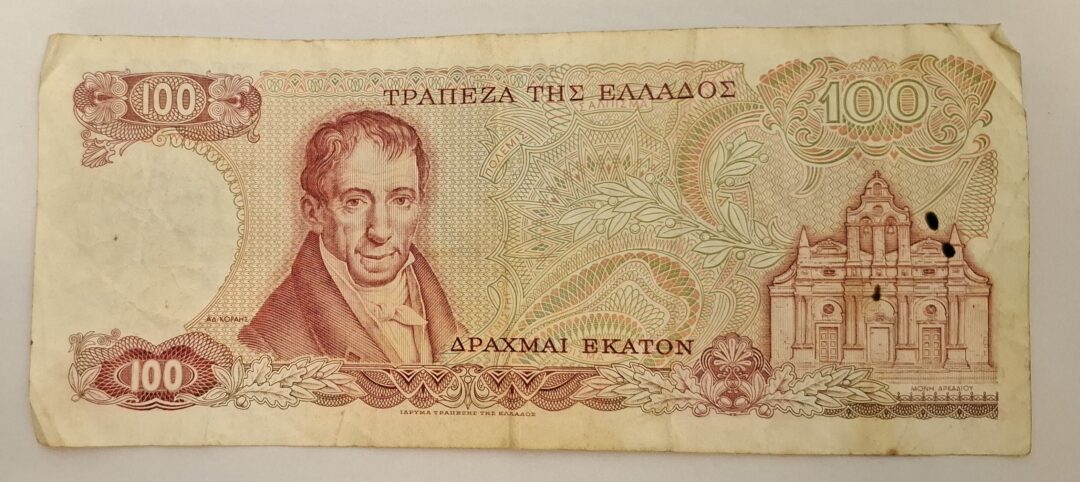 100
ΤΡΑΠΕΖΑ ΤΗΣ ΕΛΛΑΔΟΣ
100
ΑΔ·ΚΟΡΑΗΣ
ΔΡΑΧΜΑΙ ΕΚΑΤΟΝ
ΜΟΝΗ ΑΡΚΑΔΙΟΥ
100
ΙΔΡΥΜΑ ΤΡΑΠΕΖΗΣ ΤΗΣ ΕΛΛΑΔΟΣ